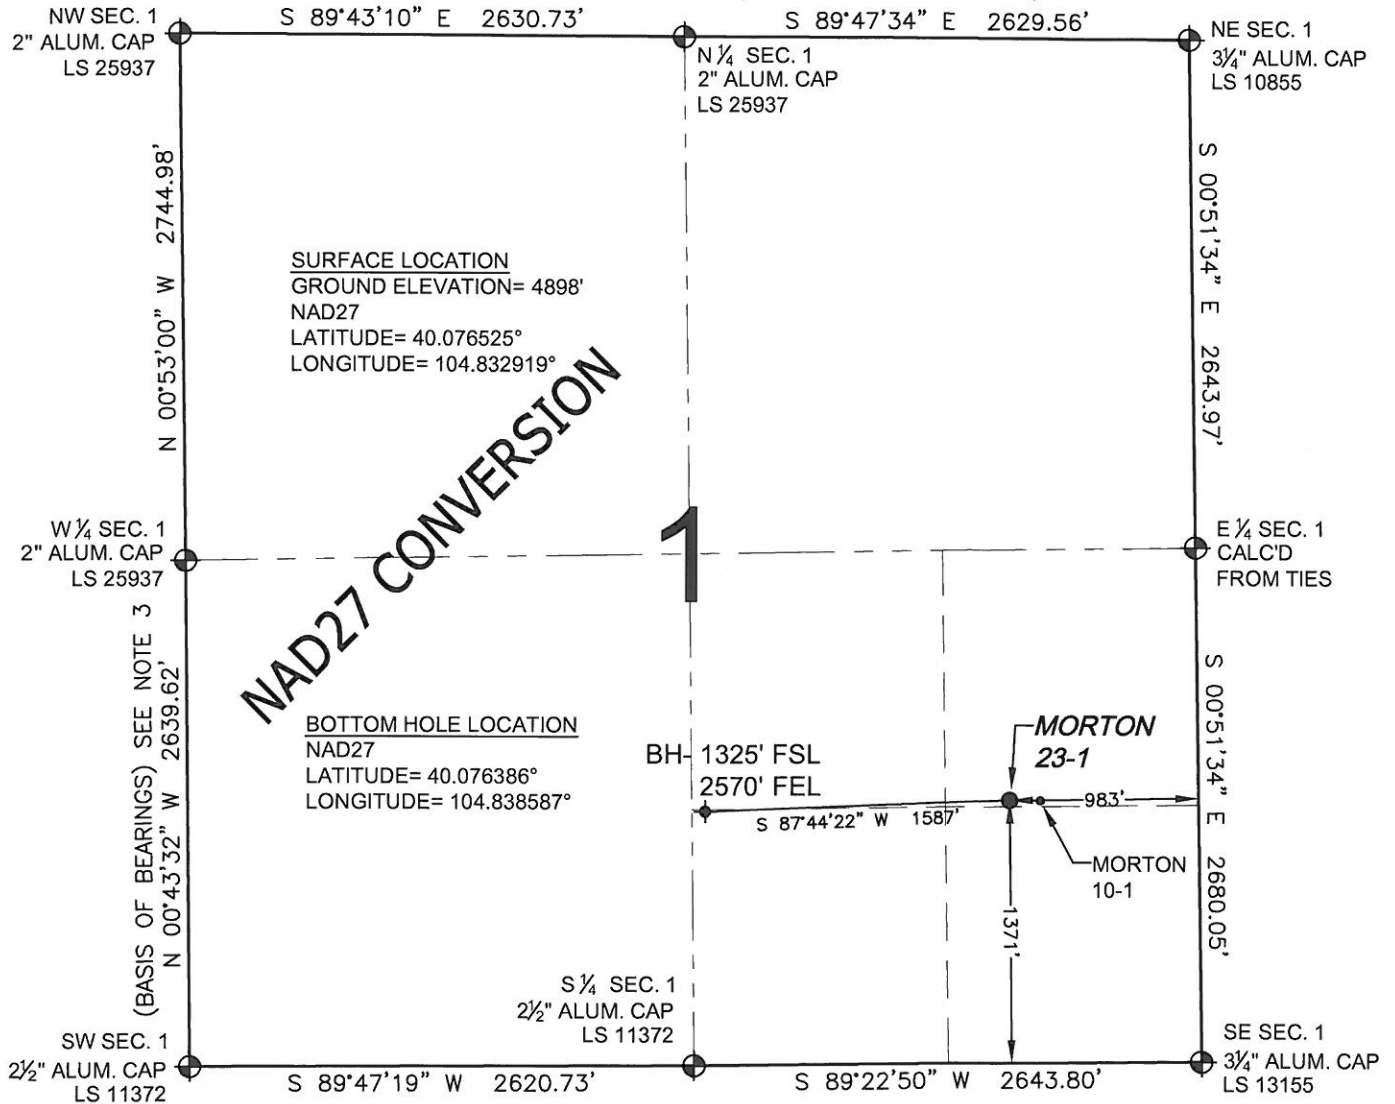 NW SEC. 1
2" ALUM. CAP
LS 25937
S 89°43'10" E 2630.73'
S 89°47'34" E 2629.56'
NE SEC. 1
3¼" ALUM. CAP
LS 10855
N ¼ SEC. 1
2" ALUM. CAP
LS 25937
N 00°53'00" W 2744.98'
S 00°51'34" E 2643.97'
SURFACE LOCATION
GROUND ELEVATION= 4898'
NAD27
LATITUDE= 40.076525°
LONGITUDE= 104.832919°
NAD27 CONVERSION
1
W ¼ SEC. 1
2" ALUM. CAP
LS 25937
E ¼ SEC. 1
CALC'D
FROM TIES
(BASIS OF BEARINGS) SEE NOTE 3
N 00°43'32" W 2639.62'
S 00°51'34" E 2680.05'
BOTTOM HOLE LOCATION
NAD27
LATITUDE= 40.076386°
LONGITUDE= 104.838587°
BH- 1325' FSL
2570' FEL
MORTON
23-1
S 87°44'22" W 1587'
983'
MORTON
10-1
1371'
S ¼ SEC. 1
2½" ALUM. CAP
LS 11372
SW SEC. 1
2½" ALUM. CAP
LS 11372
S 89°47'19" W 2620.73'
S 89°22'50" W 2643.80'
SE SEC. 1
3¼" ALUM. CAP
LS 13155